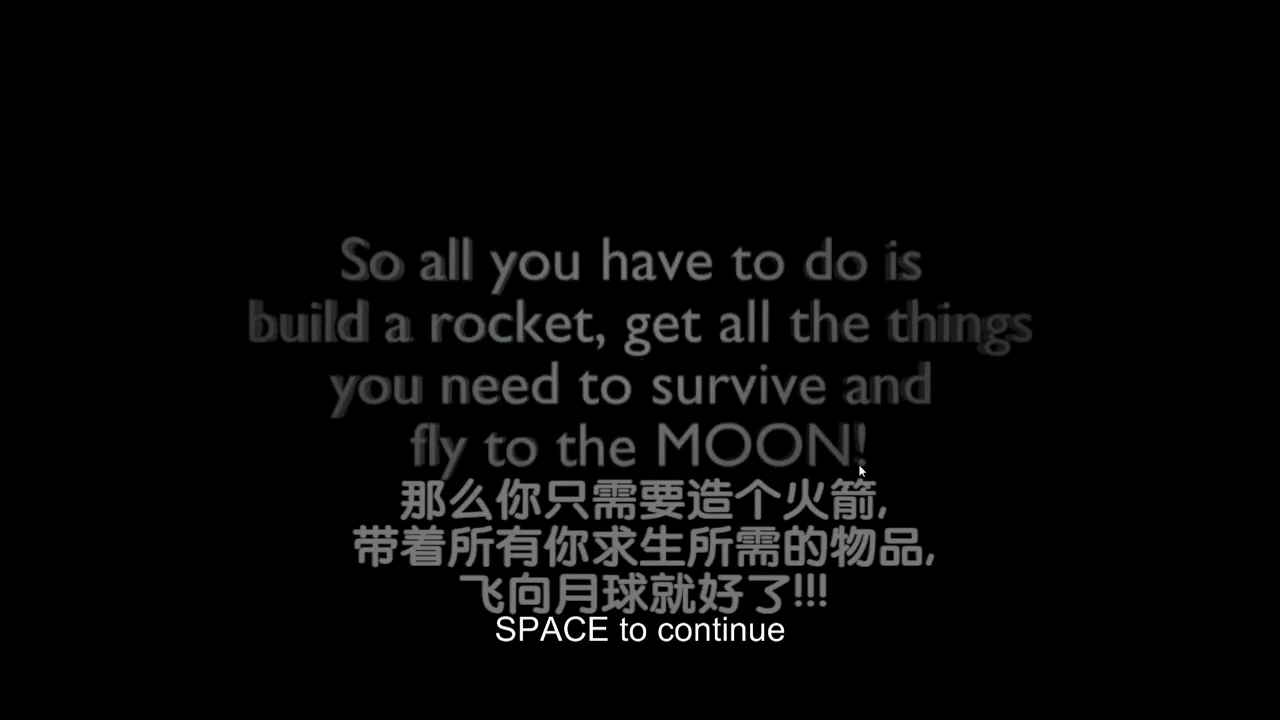 So all you have to do is
build a rocket, get all the things
you need to survive and
fly to the MOON!
那么你只需要造个火箭,
带着所有你求生所需的物品,
飞向月球就好了!!!
SPACE to continue